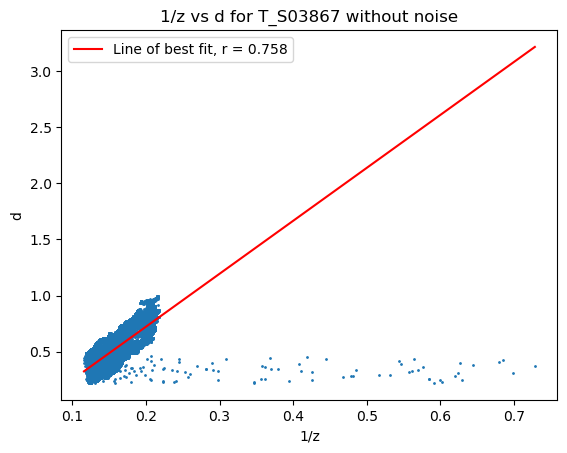 1/z vs d for T_S03867 without noise
Line of best fit, r = 0.758
3.0
2.5
2.0
1.5
1.0
0.5
d
0.1 0.2 0.3 0.4 0.5 0.6 0.7
1/z